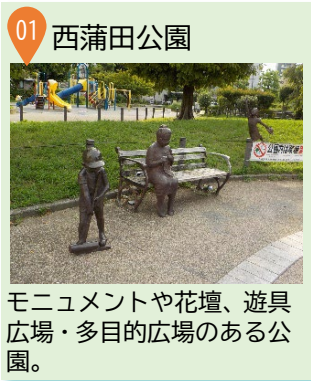 01
西蒲田公園
モニュメントや花壇、遊具
広場・多目的広場のある公
園。